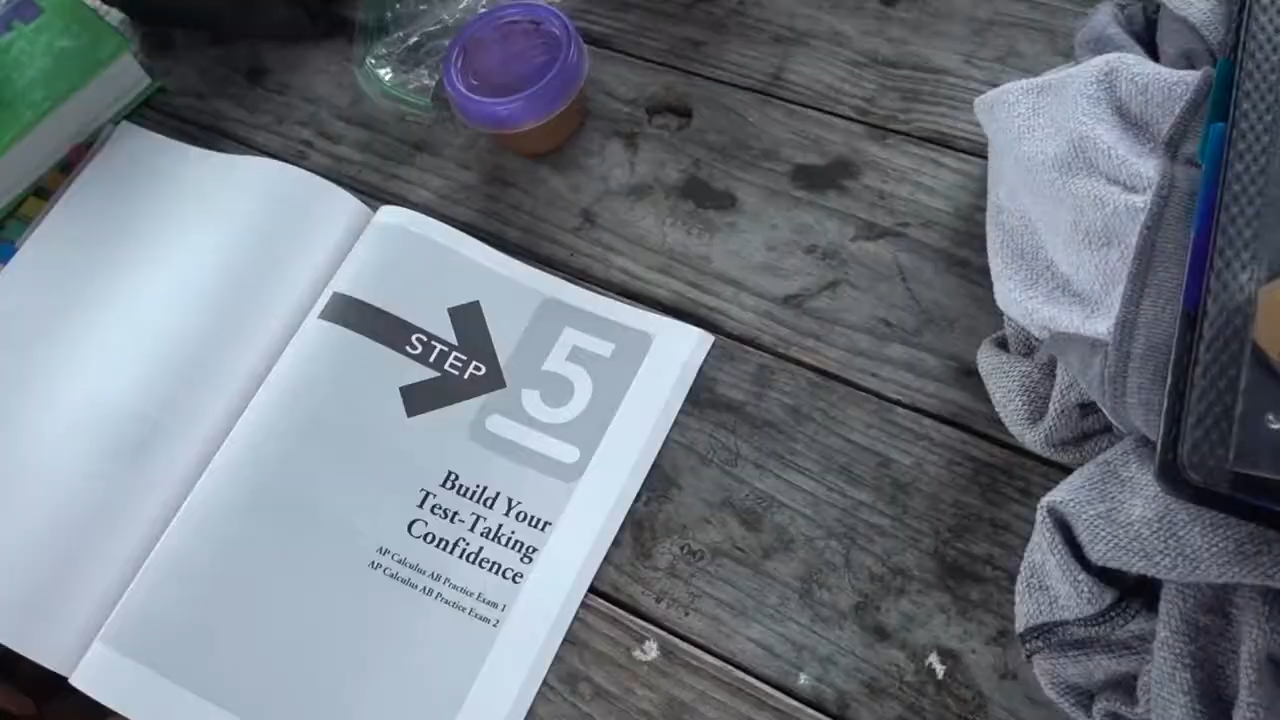 STEP
5
Build Your
Test-Taking
Confidence
AP Calculus AB Practice Exam 1
AP Calculus AB Practice Exam 2